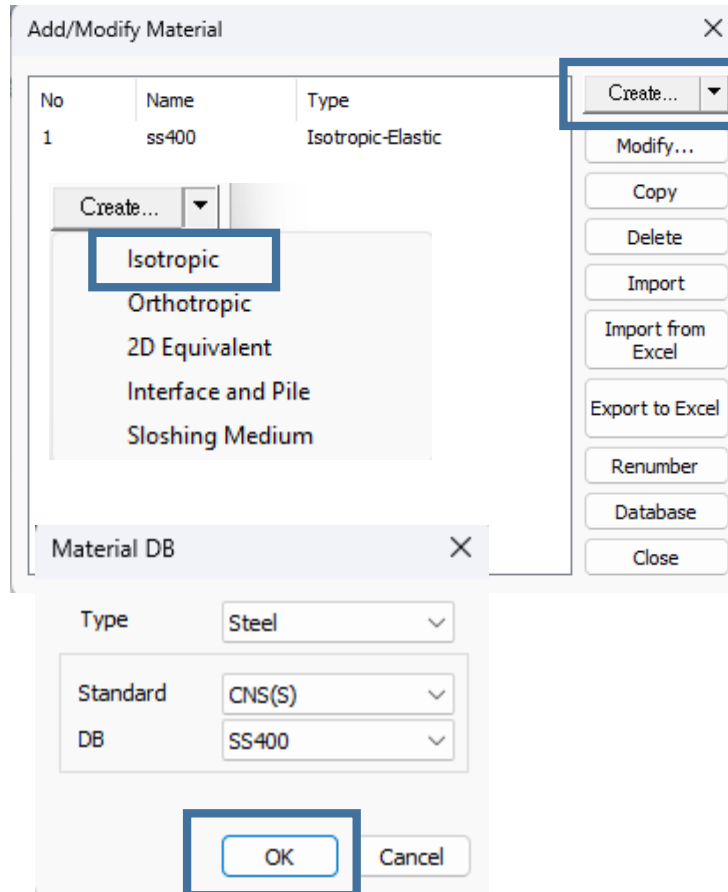 Add/Modify Material
No Name Type
1 ss400 Isotropic-Elastic
Create...
Modify...
Copy
Delete
Import
Import from
Excel
Export to Excel
Renumber
Database
Close
Create...
Isotropic
Orthotropic
2D Equivalent
Interface and Pile
Sloshing Medium
Material DB
Type Steel
Standard CNS(S)
DB SS400
OK Cancel